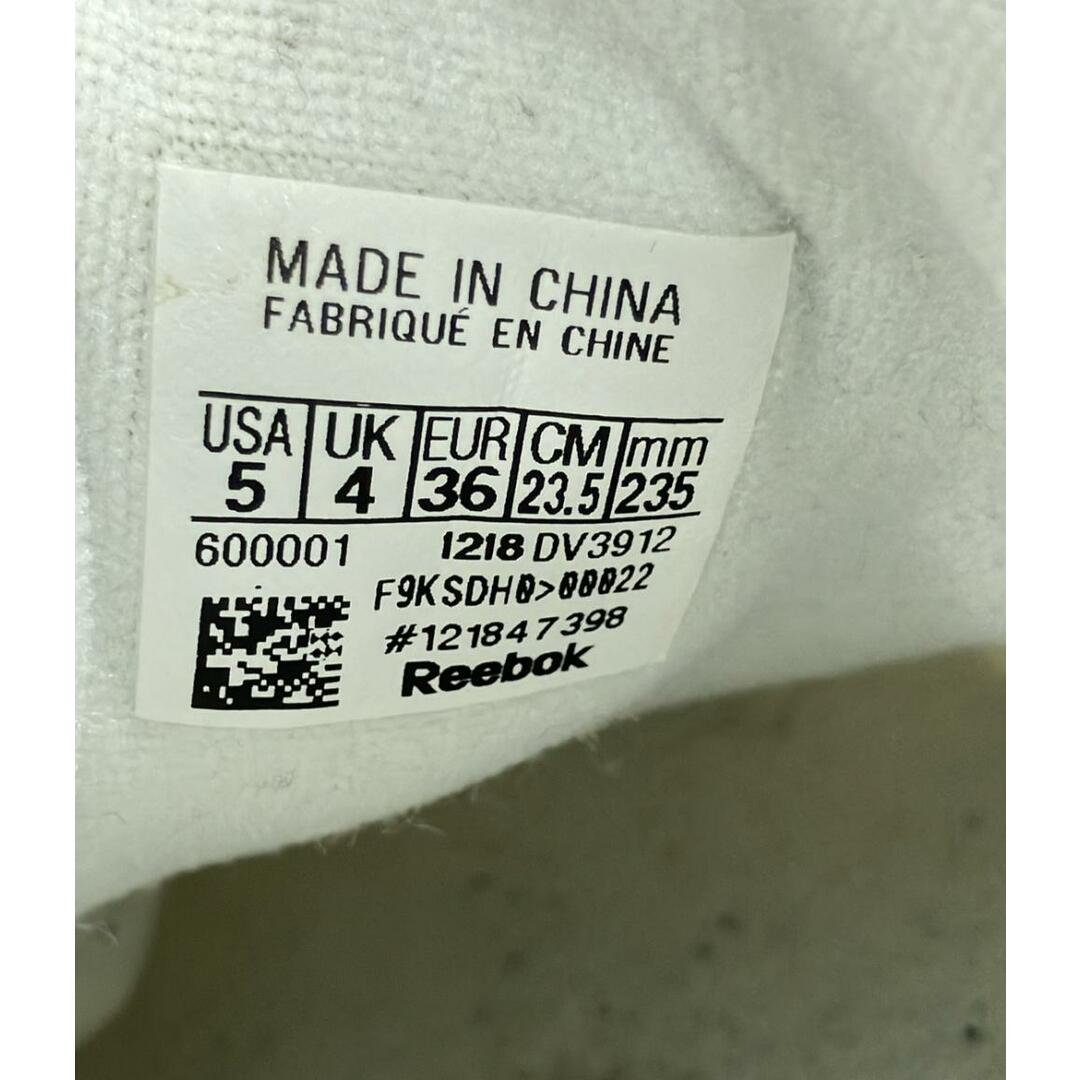 MADE IN CHINA
FABRIQUÉ EN CHINE
USA UK EUR CM mm
5 4 36 23.5 235
600001 1218 DV3912
F9KSDH0>00022
#121847398
Reebok